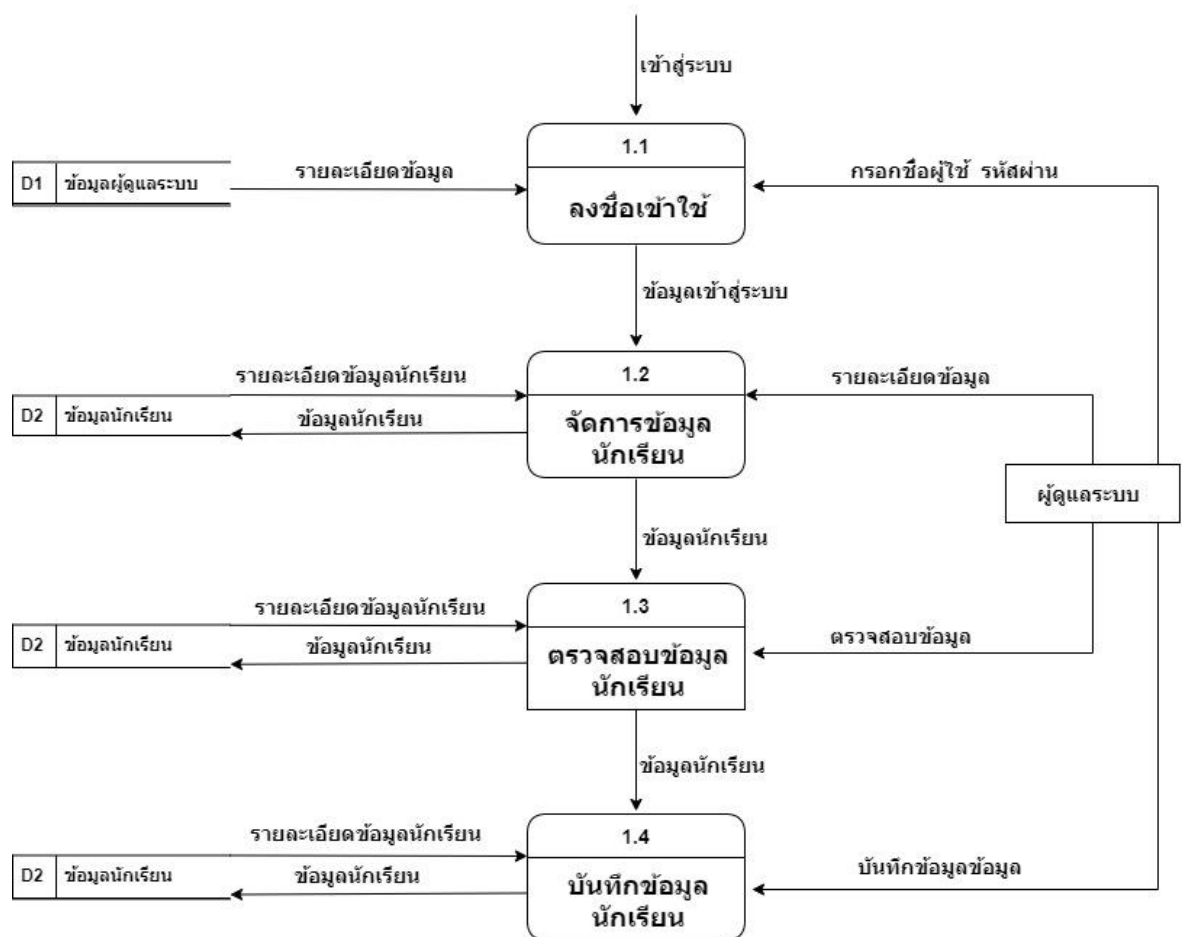 เข้าสู่ระบบ
1.1
D1 ข้อมูลผู้ดูแลระบบ
รายละเอียดข้อมูล
ลงชื่อเข้าใช้
กรอกชื่อผู้ใช้ รหัสผ่าน
ข้อมูลเข้าสู่ระบบ
รายละเอียดข้อมูลนักเรียน
1.2
รายละเอียดข้อมูล
D2 ข้อมูลนักเรียน
ข้อมูลนักเรียน
จัดการข้อมูล
นักเรียน
ผู้ดูแลระบบ
ข้อมูลนักเรียน
รายละเอียดข้อมูลนักเรียน
1.3
D2 ข้อมูลนักเรียน
ข้อมูลนักเรียน
ตรวจสอบข้อมูล
นักเรียน
ตรวจสอบข้อมูล
ข้อมูลนักเรียน
รายละเอียดข้อมูลนักเรียน
1.4
D2 ข้อมูลนักเรียน
ข้อมูลนักเรียน
บันทึกข้อมูล
นักเรียน
บันทึกข้อมูลข้อมูล